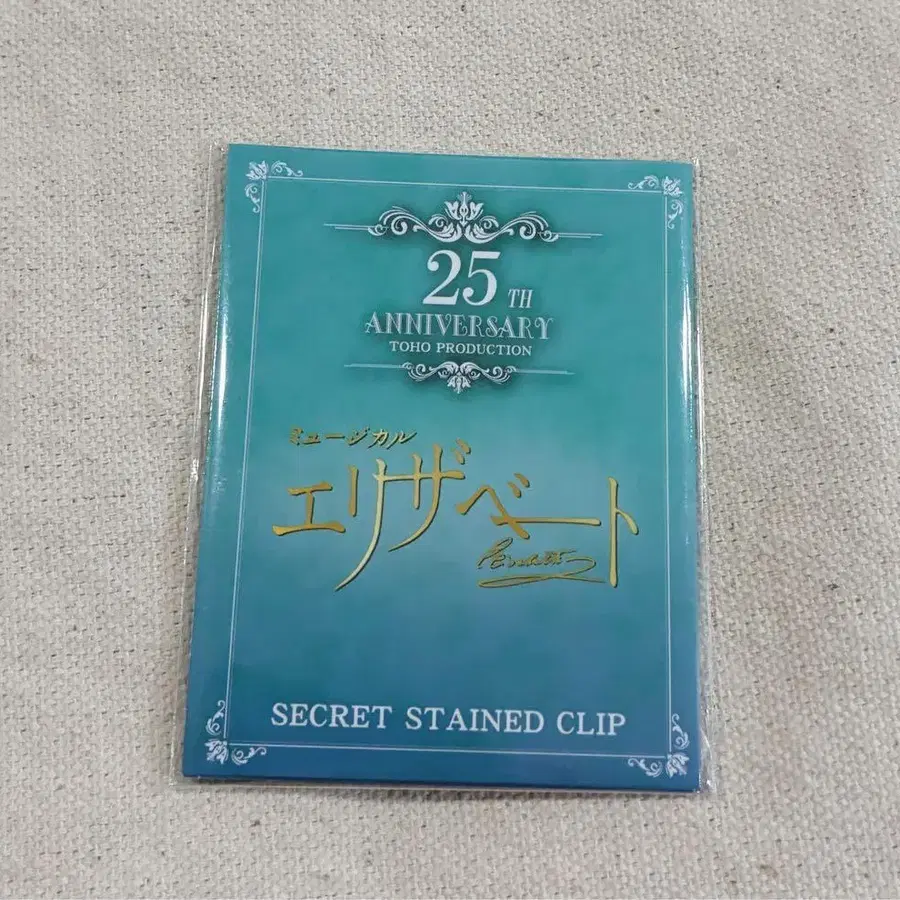 25TH
ANNIVERSARY
TOHO PRODUCTION
ミュージカル
エリザベート
SECRET STAINED CLIP